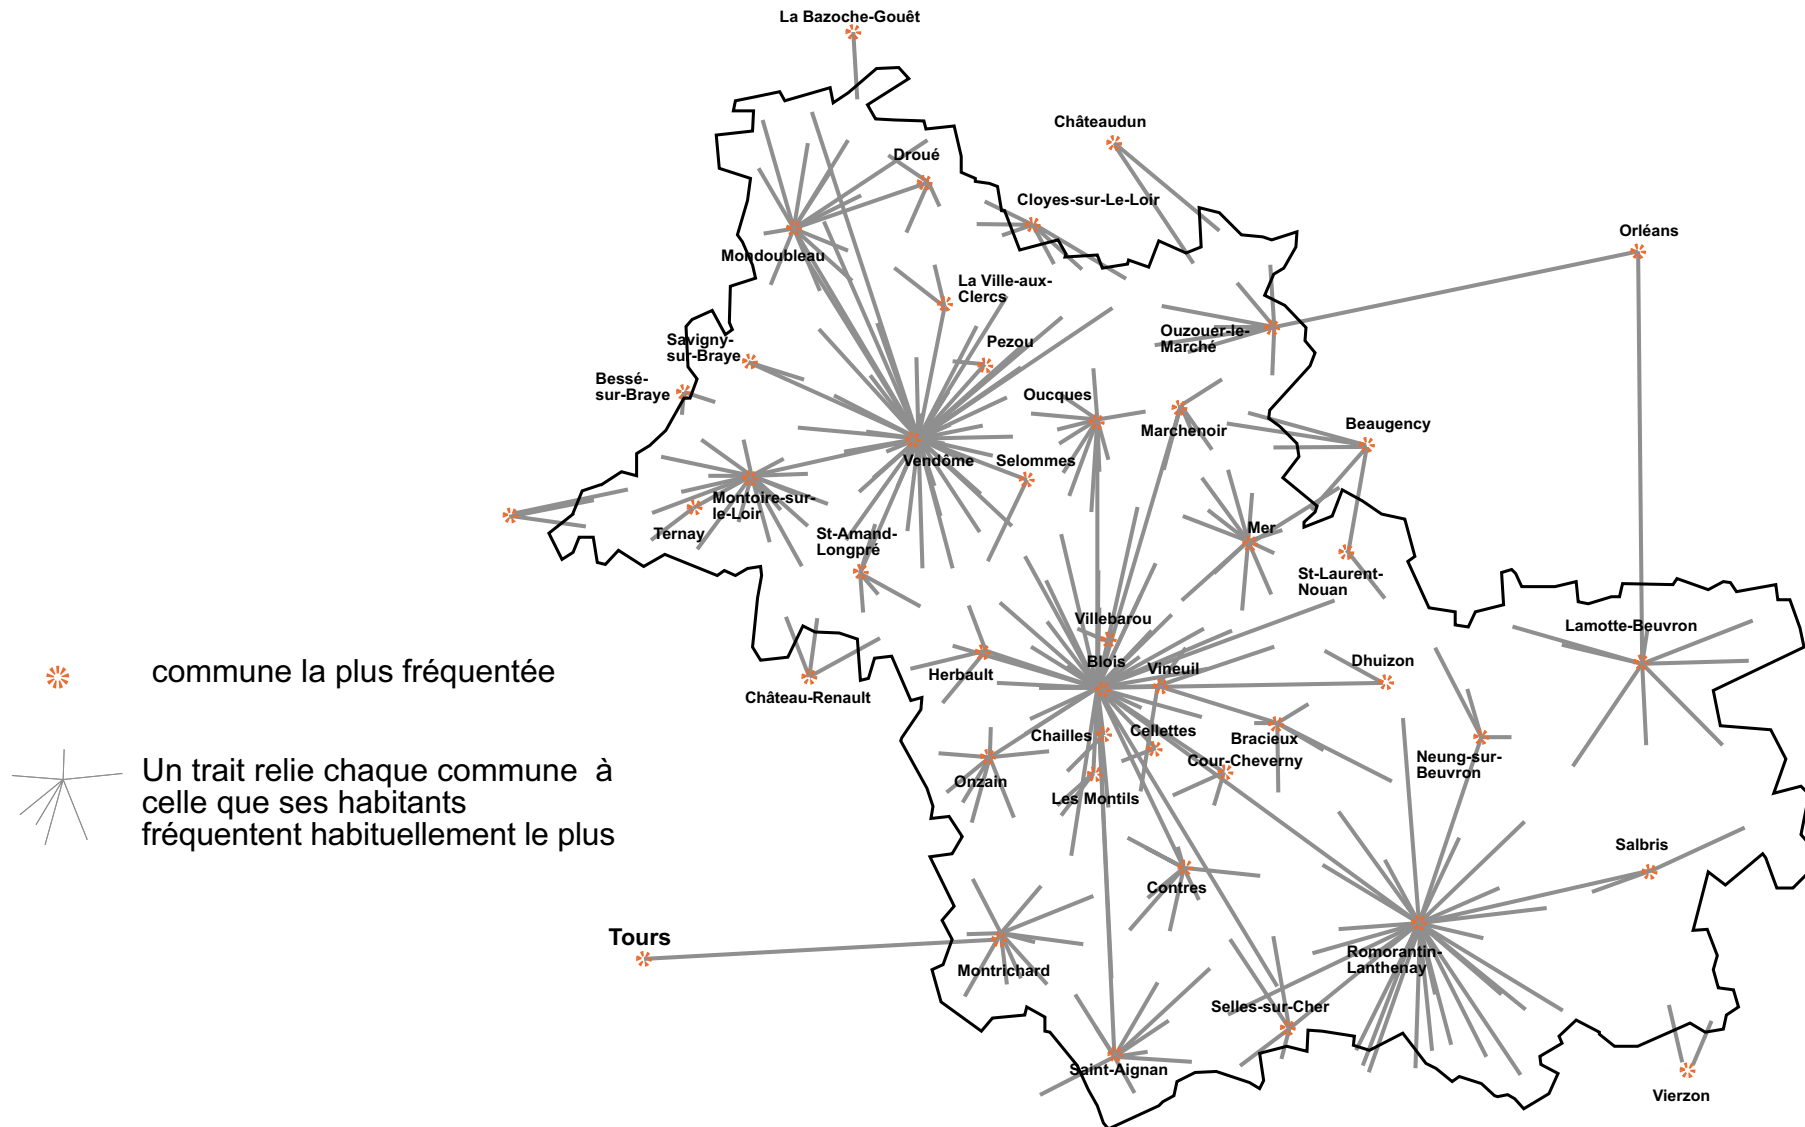 La Bazoche-Gouêt
Châteaudun
Droué
Cloyes-sur-Le-Loir
Orléans
Mondoubleau
La Ville-aux-
Clercs
Ouzouer-le-
Marché
Savigny-
sur-Braye
Pezou
Bessé-
sur-Braye
Oucques
Marchenoir
Beaugency
Vendôme
Selommes
Montoire-sur-
le-Loir
Ternay
St-Amand-
Longpré
Mer
St-Laurent-
Nouan
Villebarou
Lamotte-Beuvron
Blois
Vineuil
Dhuizon
Herbault
Château-Renault
commune la plus fréquentée
Chailles
Cellettes
Bracieux
Cour-Cheverny
Neung-sur-
Beuvron
Onzain
Les Montils
Un trait relie chaque commune à
celle que ses habitants
fréquentent habituellement le plus
Salbris
Contres
Tours
Montrichard
Romorantin-
Lanthenay
Selles-sur-Cher
Saint-Aignan
Vierzon